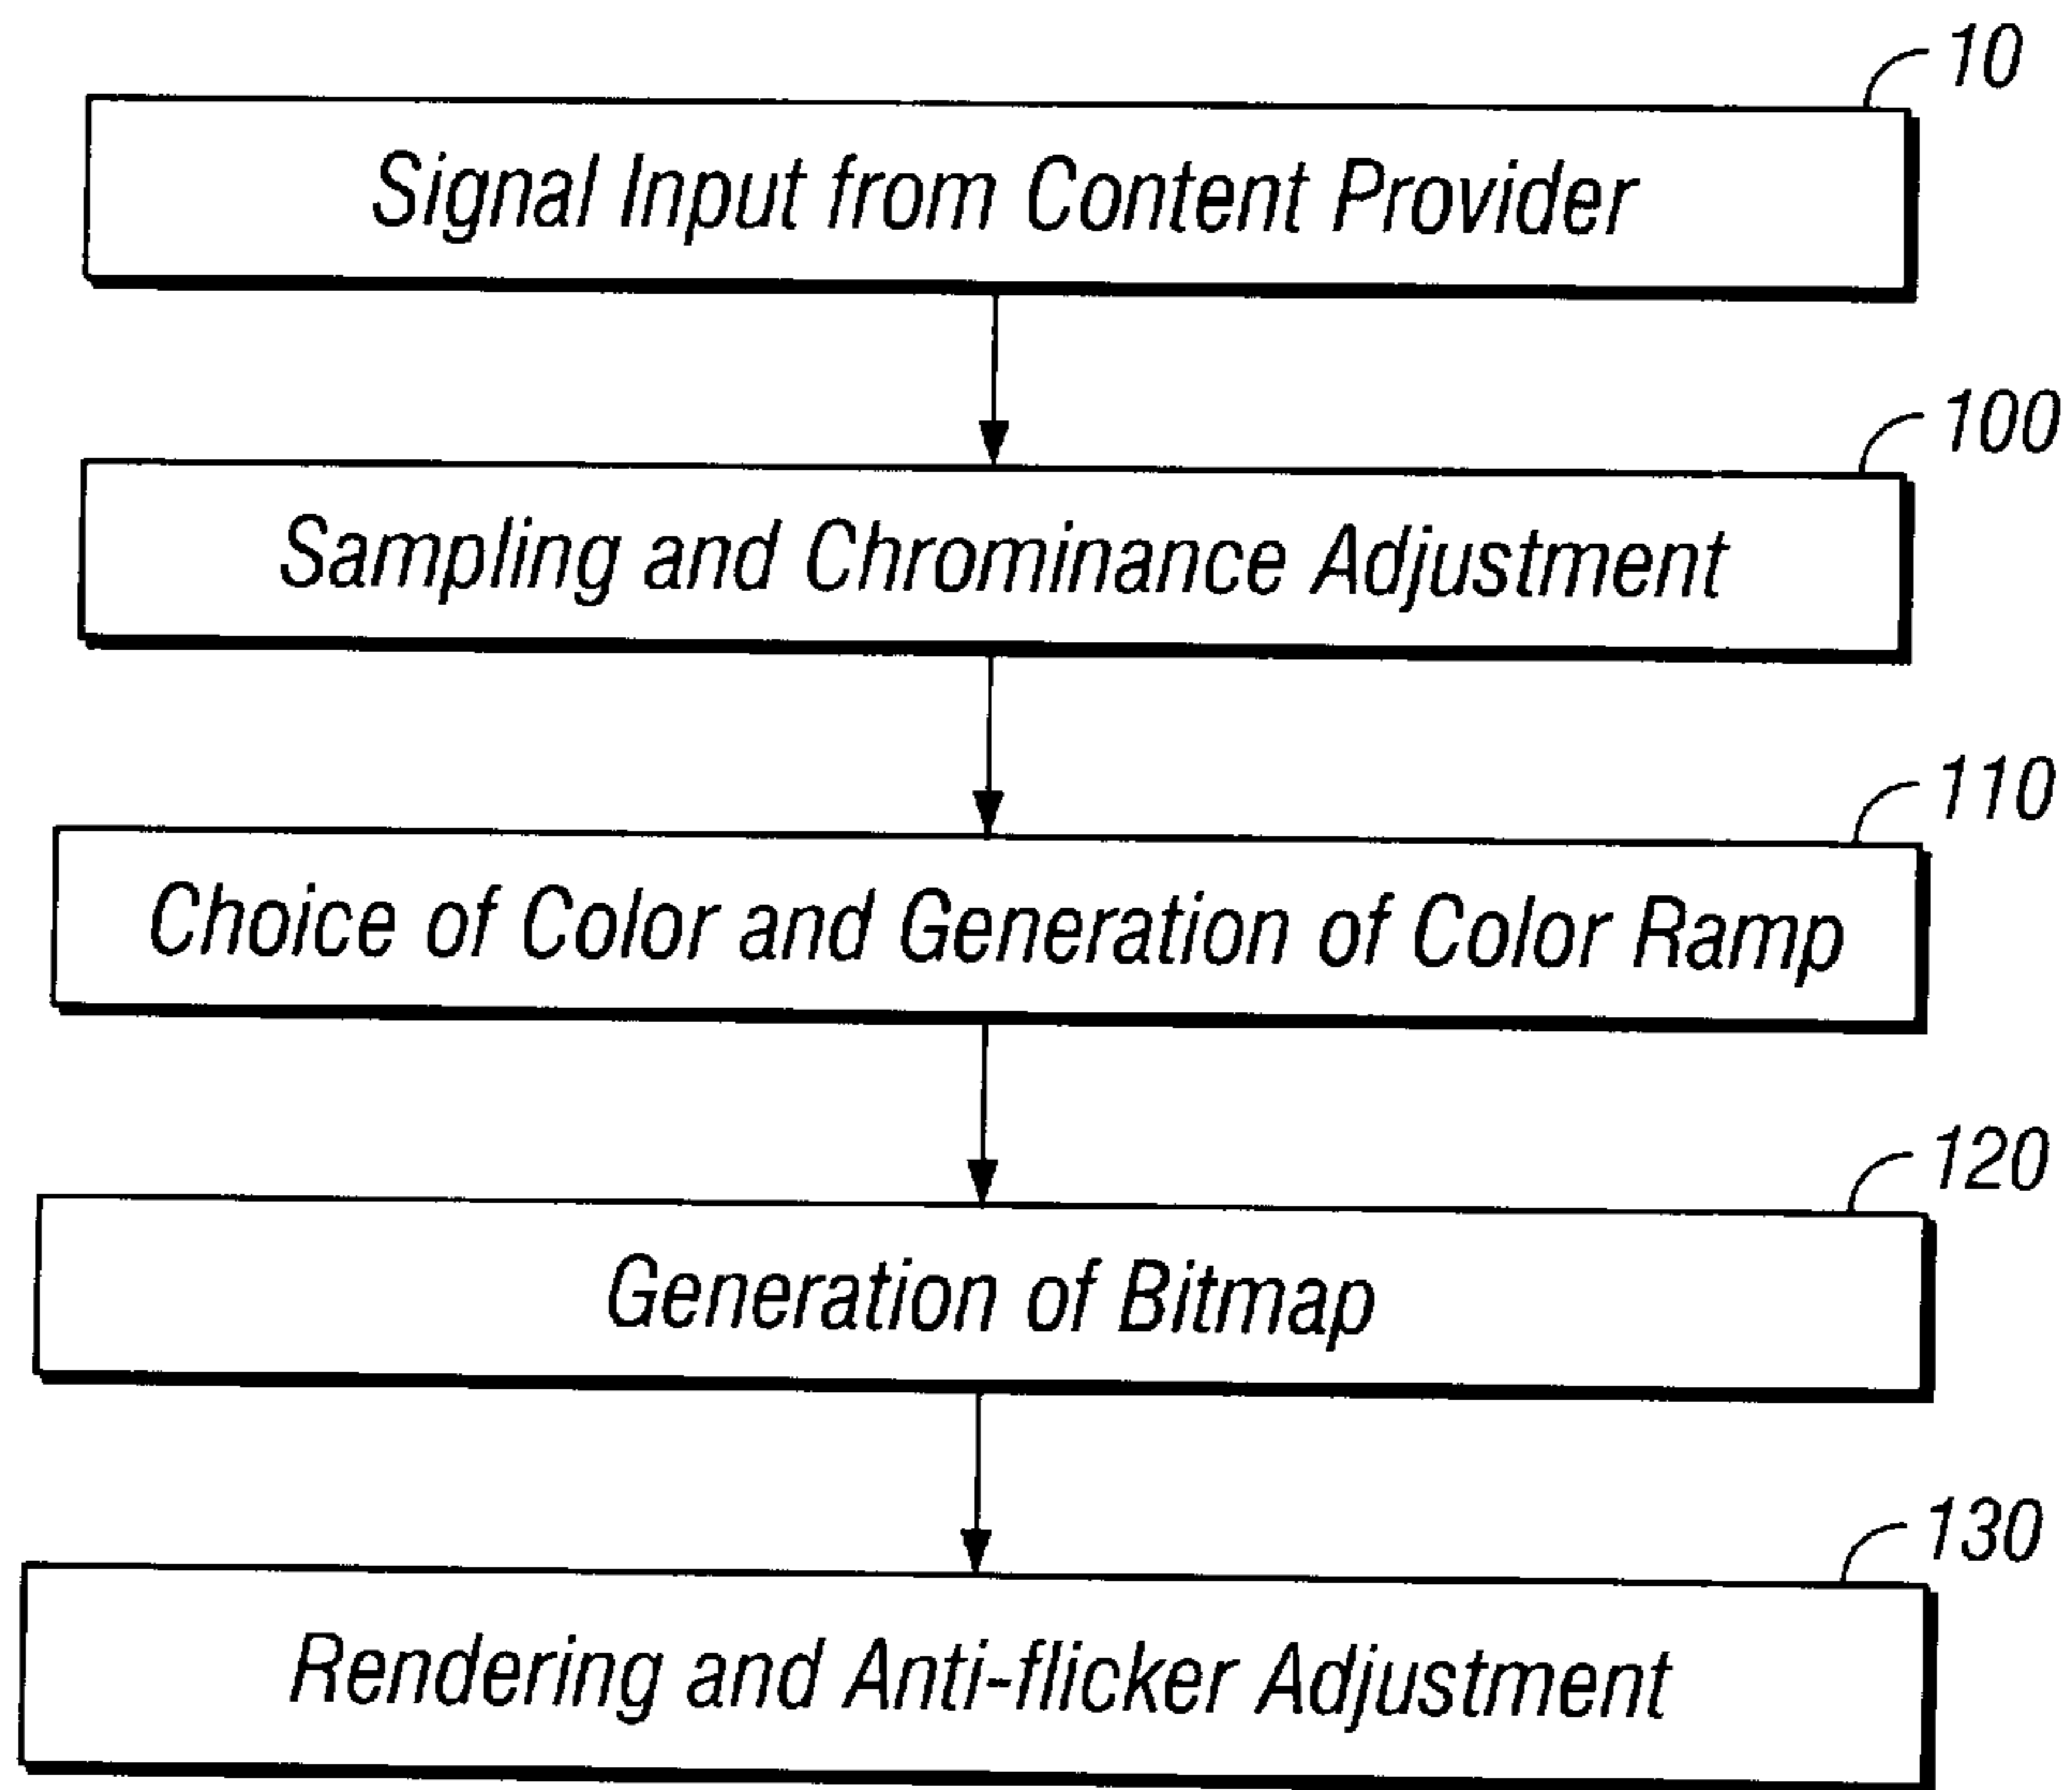 10
Signal Input from Content Provider
100
Sampling and Chrominance Adjustment
110
Choice of Color and Generation of Color Ramp
120
Generation of Bitmap
130
Rendering and Anti-flicker Adjustment